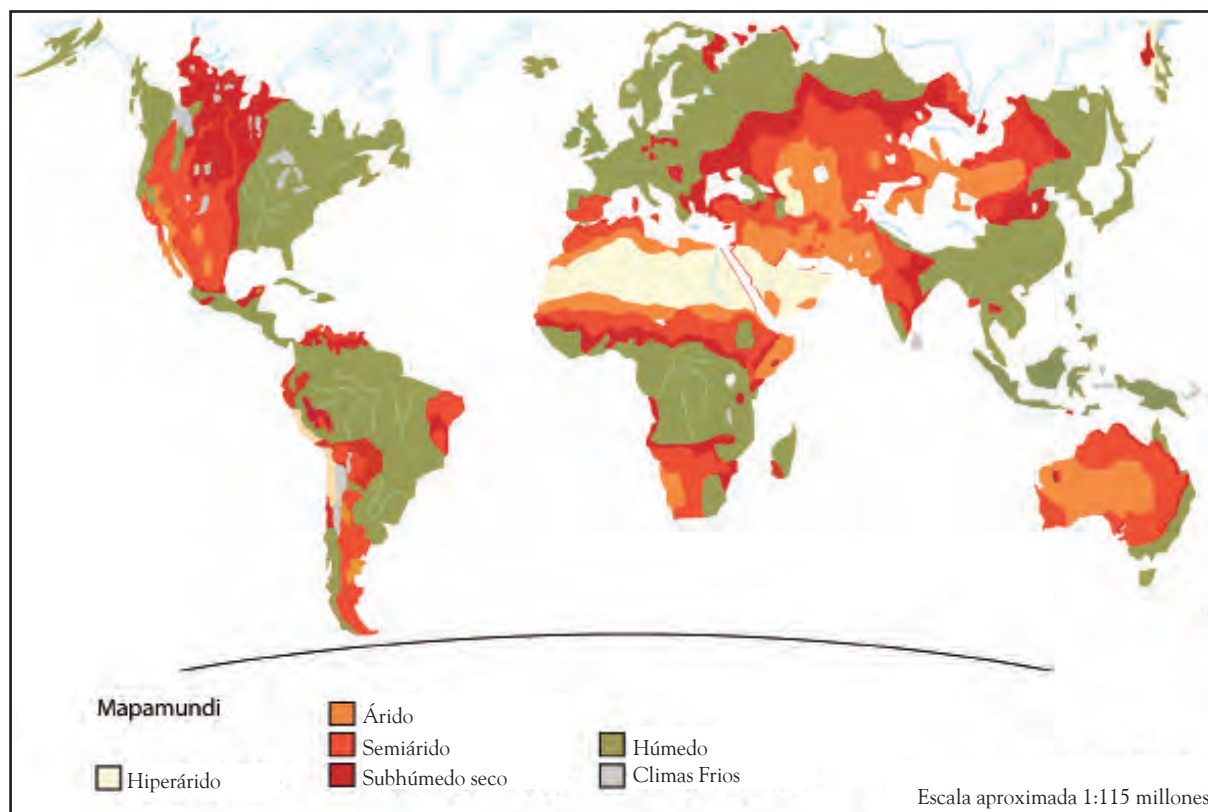 Mapamundi
Hiperárido
Árido
Semiárido
Subhúmedo seco
Húmedo
Climas Frios
Escala aproximada 1:115 millones